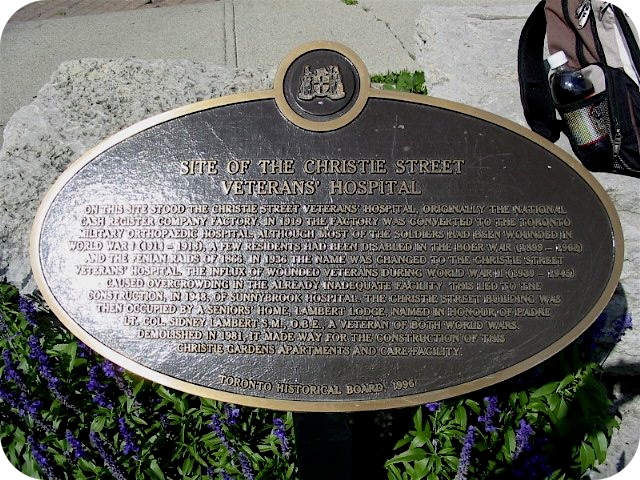 SITE OF THE CHRISTIE STREET
VETERANS' HOSPITAL
ON THIS SITE STOOD THE CHRISTIE STREET VETERANS' HOSPITAL, ORIGINALLY THE NATIONAL
CASH REGISTER COMPANY FACTORY. IN 1919 THE FACTORY WAS CONVERTED TO THE TORONTO
MILITARY ORTHOPAEDIC HOSPITAL. ALTHOUGH MOST OF THE SOLDIERS HAD BEEN WOUNDED IN
WORLD WAR I (1914 – 1918), A FEW RESIDENTS HAD BEEN DISABLED IN THE BOER WAR (1899 – 1902)
AND THE FENIAN RAIDS OF 1866. IN 1936 THE NAME WAS CHANGED TO THE CHRISTIE STREET
VETERANS' HOSPITAL. THE INFLUX OF WOUNDED VETERANS DURING WORLD WAR II (1939 – 1945)
CAUSED OVERCROWDING IN THE ALREADY INADEQUATE FACILITY. THIS LED TO THE
CONSTRUCTION, IN 1948, OF SUNNYBROOK HOSPITAL. THE CHRISTIE STREET BUILDING WAS
THEN OCCUPIED BY A SENIORS' HOME, LAMBERT LODGE, NAMED IN HONOUR OF PADRE
LT. COL. SIDNEY LAMBERT S.M., O.B.E., A VETERAN OF BOTH WORLD WARS.
DEMOLISHED IN 1981, IT MADE WAY FOR THE CONSTRUCTION OF THIS
CHRISTIE GARDENS APARTMENTS AND CARE FACILITY.
TORONTO HISTORICAL BOARD, 1996